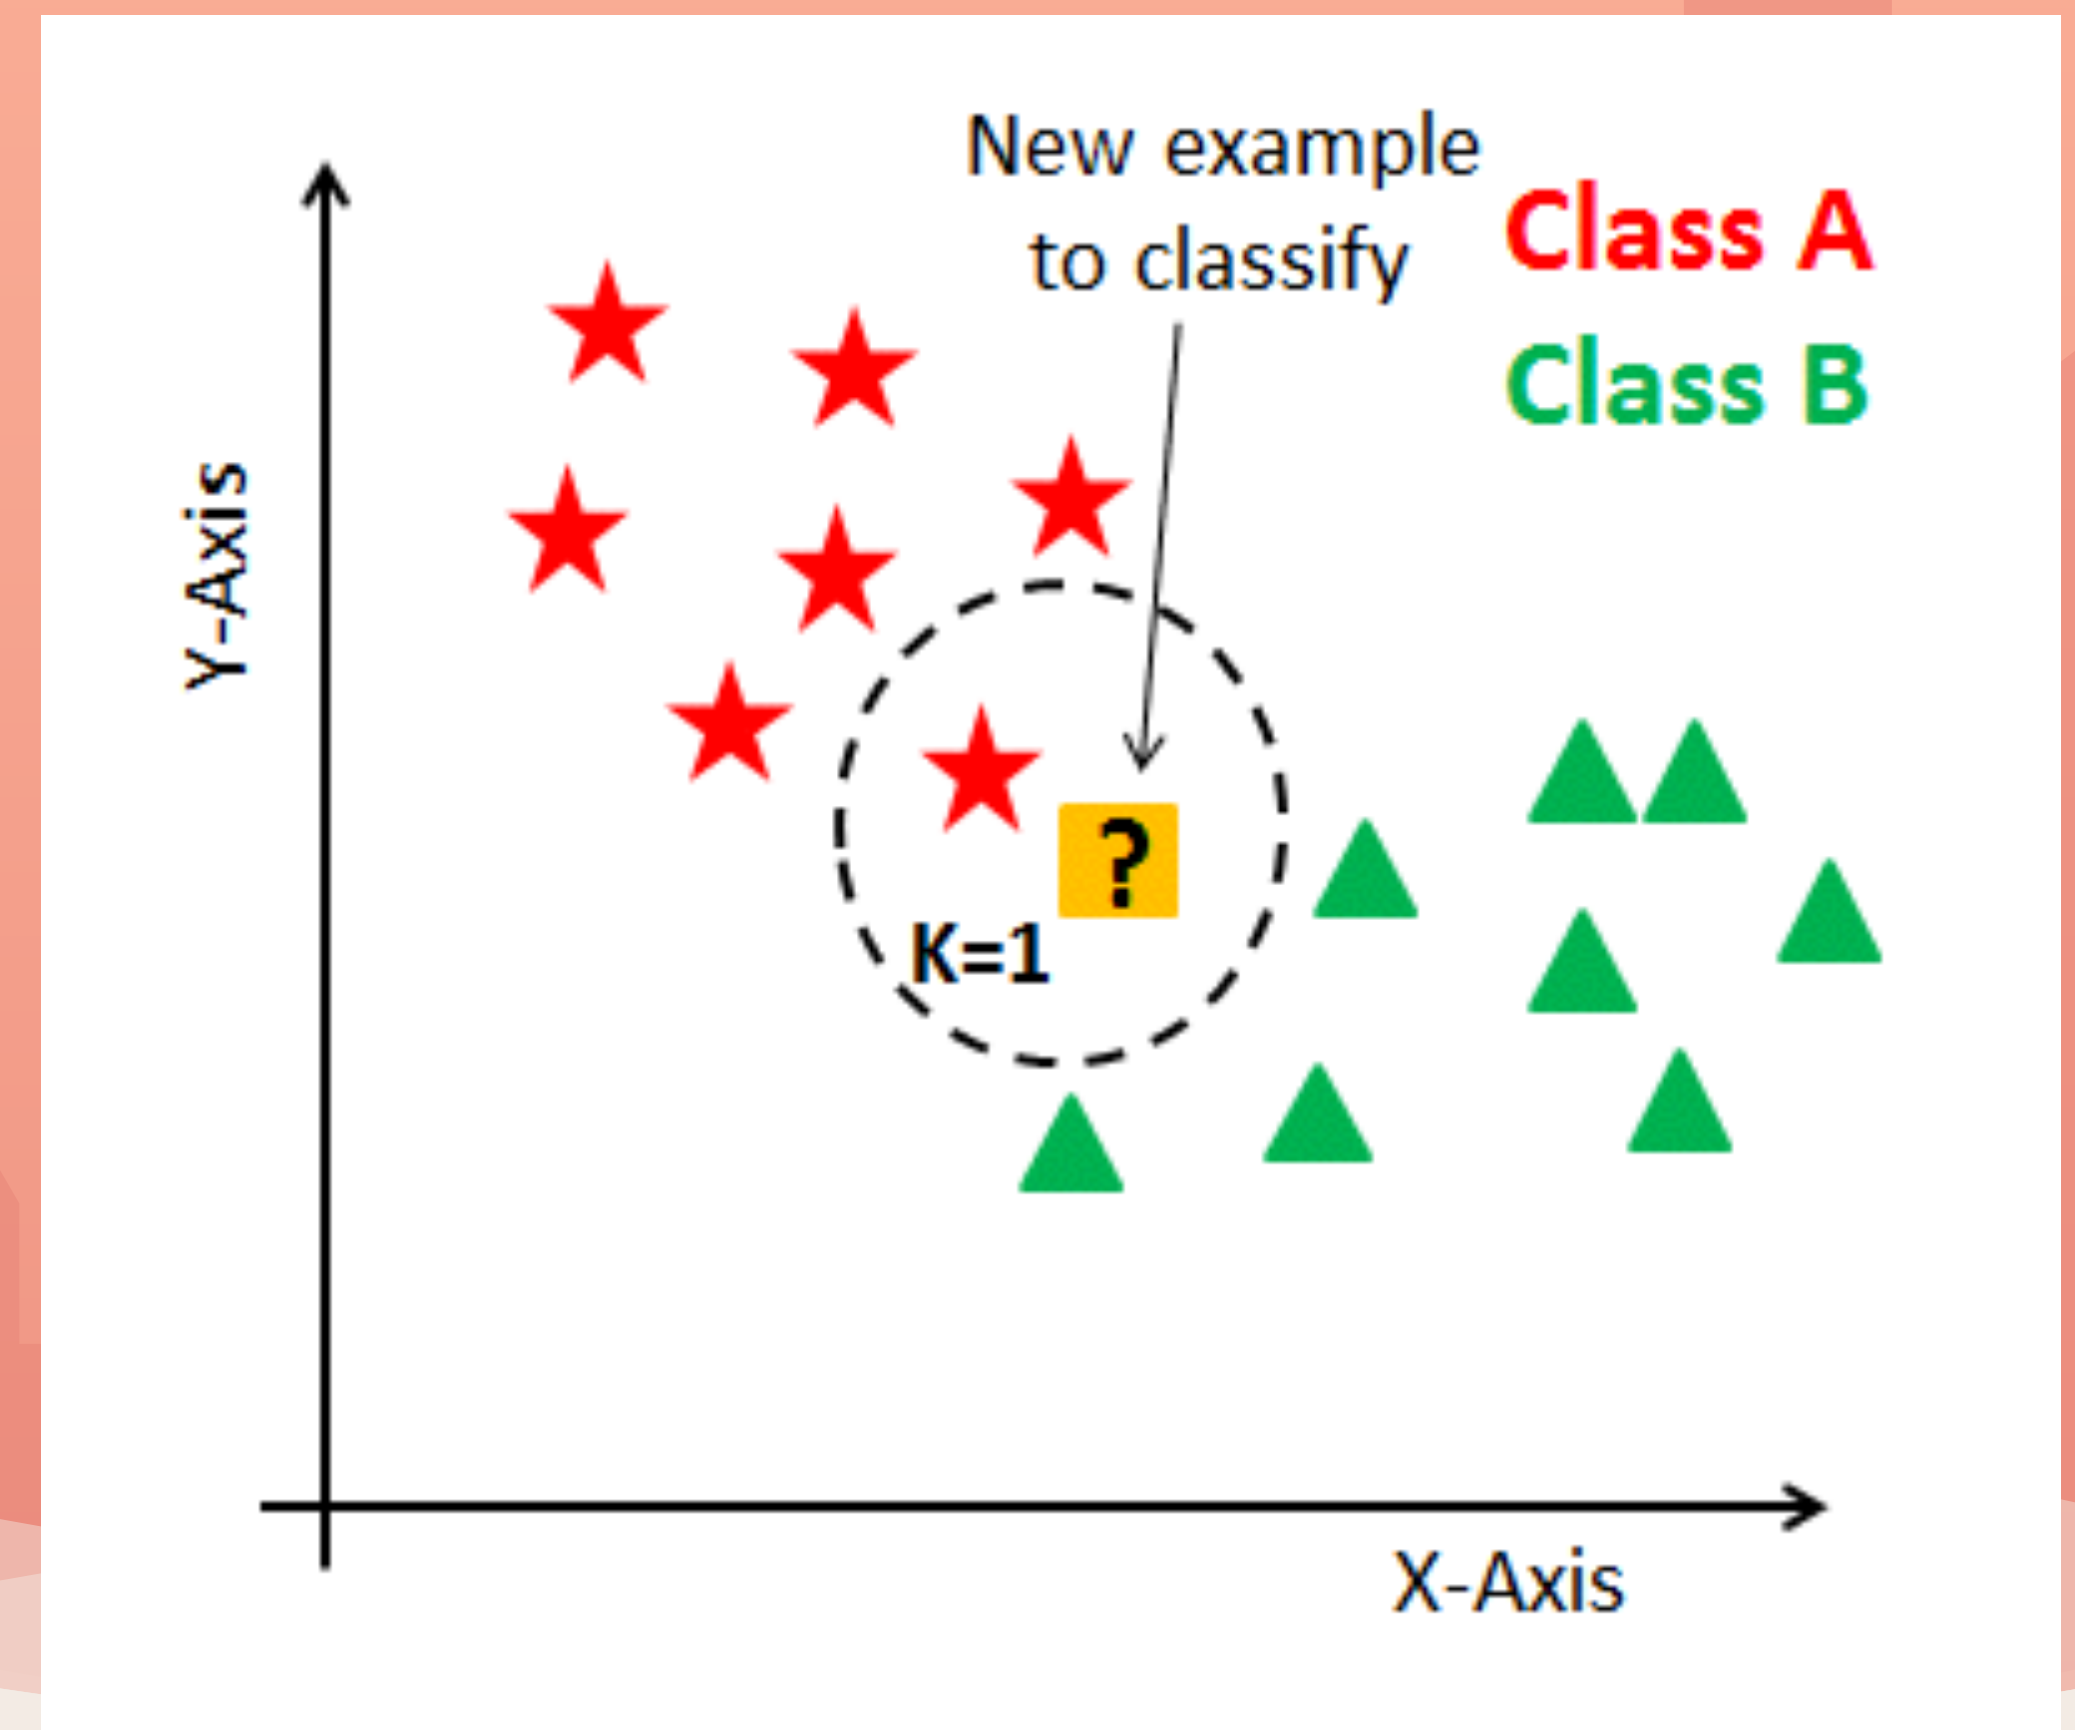 New example
to classify
Class A
Class B
Y-Axis
?
K=1
X-Axis